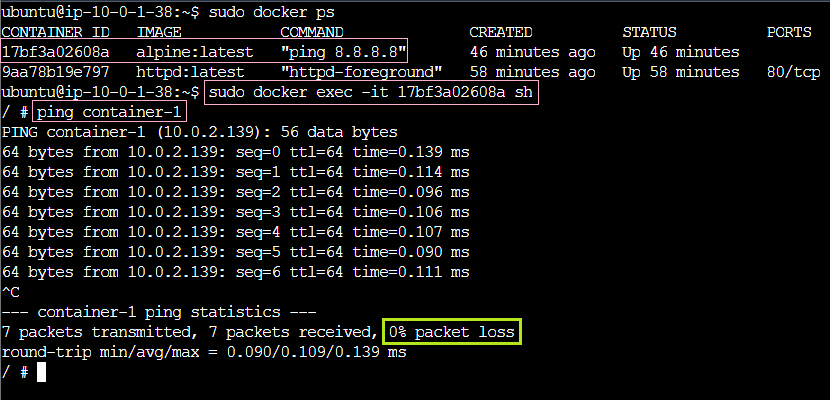 ubuntu@ip-10-0-1-38:~$ sudo docker ps
CONTAINER ID   IMAGE           COMMAND              CREATED          STATUS          PORTS
17bf3a02608a   alpine:latest   "ping 8.8.8.8"       46 minutes ago   Up 46 minutes
9aa78b19e797   httpd:latest    "httpd-foreground"   58 minutes ago   Up 58 minutes   80/tcp
ubuntu@ip-10-0-1-38:~$ sudo docker exec -it 17bf3a02608a sh
/ # ping container-1
PING container-1 (10.0.2.139): 56 data bytes
64 bytes from 10.0.2.139: seq=0 ttl=64 time=0.139 ms
64 bytes from 10.0.2.139: seq=1 ttl=64 time=0.114 ms
64 bytes from 10.0.2.139: seq=2 ttl=64 time=0.096 ms
64 bytes from 10.0.2.139: seq=3 ttl=64 time=0.106 ms
64 bytes from 10.0.2.139: seq=4 ttl=64 time=0.107 ms
64 bytes from 10.0.2.139: seq=5 ttl=64 time=0.090 ms
64 bytes from 10.0.2.139: seq=6 ttl=64 time=0.111 ms
^C
--- container-1 ping statistics ---
7 packets transmitted, 7 packets received, 0% packet loss
round-trip min/avg/max = 0.090/0.109/0.139 ms
/ #